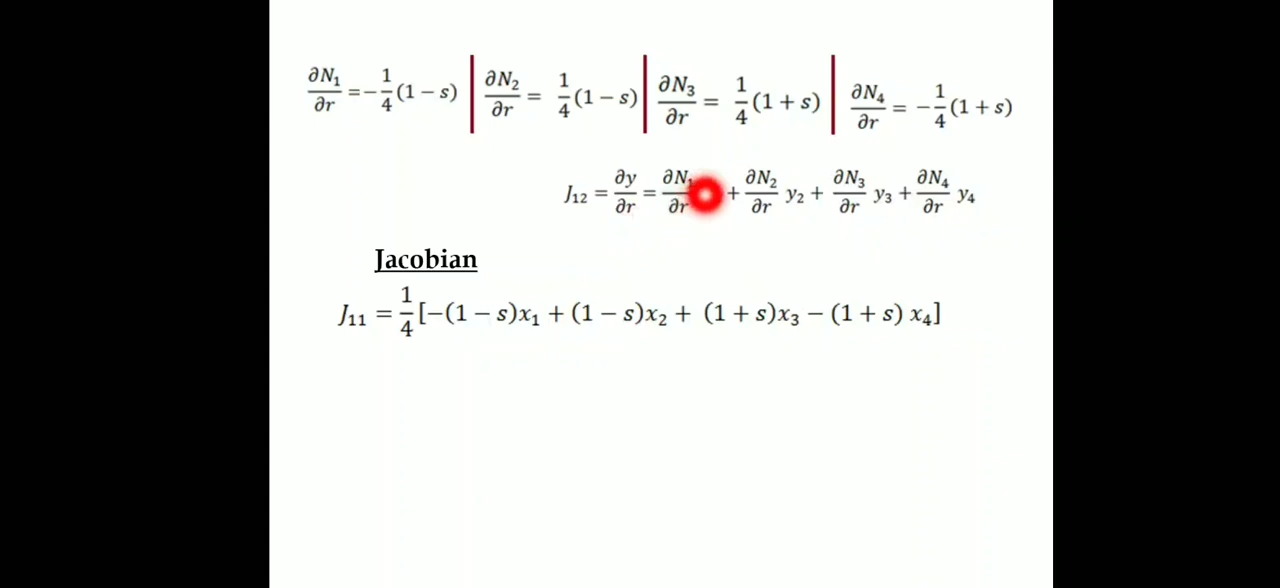 ∂N₁/∂r = −1/4(1 − s) | ∂N₂/∂r = 1/4(1 − s) | ∂N₃/∂r = 1/4(1 + s) | ∂N₄/∂r = −1/4(1 + s)
J₁₂ = ∂y/∂r = ∂N₁/∂r + ∂N₂/∂r y₂ + ∂N₃/∂r y₃ + ∂N₄/∂r y₄
Jacobian
J₁₁ = 1/4[−(1 − s)x₁ + (1 − s)x₂ + (1 + s)x₃ − (1 + s) x₄]